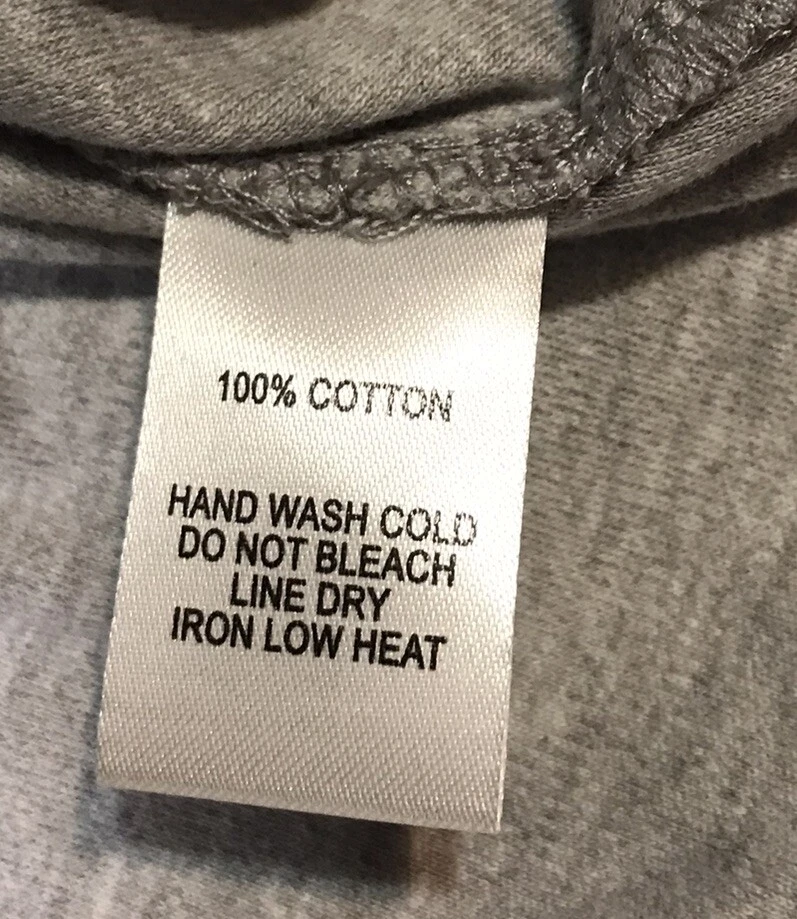 100% COTTON
HAND WASH COLD
DO NOT BLEACH
LINE DRY
IRON LOW HEAT